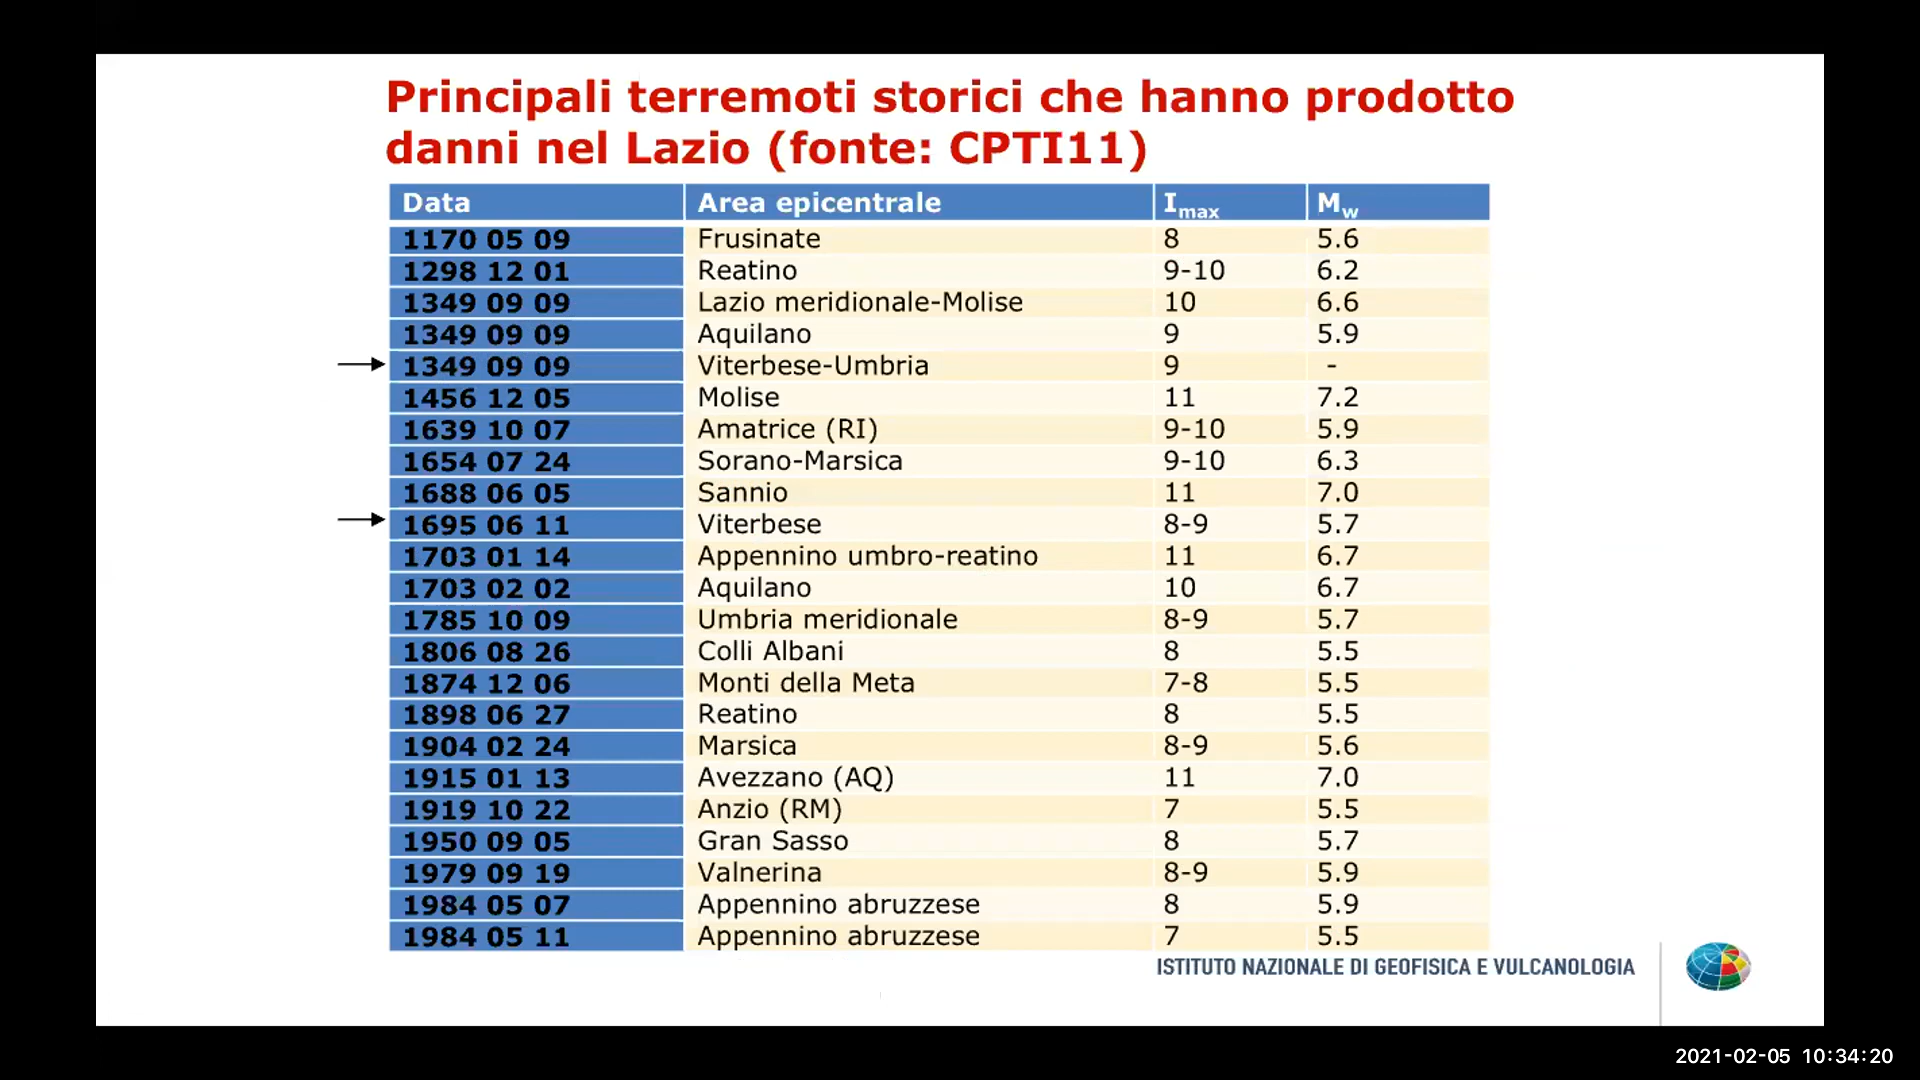 Principali terremoti storici che hanno prodotto
danni nel Lazio (fonte: CPTI11)
Data Area epicentrale Imax Mw
1170 05 09 Frusinate 8 5.6
1298 12 01 Reatino 9-10 6.2
1349 09 09 Lazio meridionale-Molise 10 6.6
1349 09 09 Aquilano 9 5.9
1349 09 09 Viterbese-Umbria 9 -
1456 12 05 Molise 11 7.2
1639 10 07 Amatrice (RI) 9-10 5.9
1654 07 24 Sorano-Marsica 9-10 6.3
1688 06 05 Sannio 11 7.0
1695 06 11 Viterbese 8-9 5.7
1703 01 14 Appennino umbro-reatino 11 6.7
1703 02 02 Aquilano 10 6.7
1785 10 09 Umbria meridionale 8-9 5.7
1806 08 26 Colli Albani 8 5.5
1874 12 06 Monti della Meta 7-8 5.5
1898 06 27 Reatino 8 5.5
1904 02 24 Marsica 8-9 5.6
1915 01 13 Avezzano (AQ) 11 7.0
1919 10 22 Anzio (RM) 7 5.5
1950 09 05 Gran Sasso 8 5.7
1979 09 19 Valnerina 8-9 5.9
1984 05 07 Appennino abruzzese 8 5.9
1984 05 11 Appennino abruzzese 7 5.5
ISTITUTO NAZIONALE DI GEOFISICA E VULCANOLOGIA
2021-02-05 10:34:20